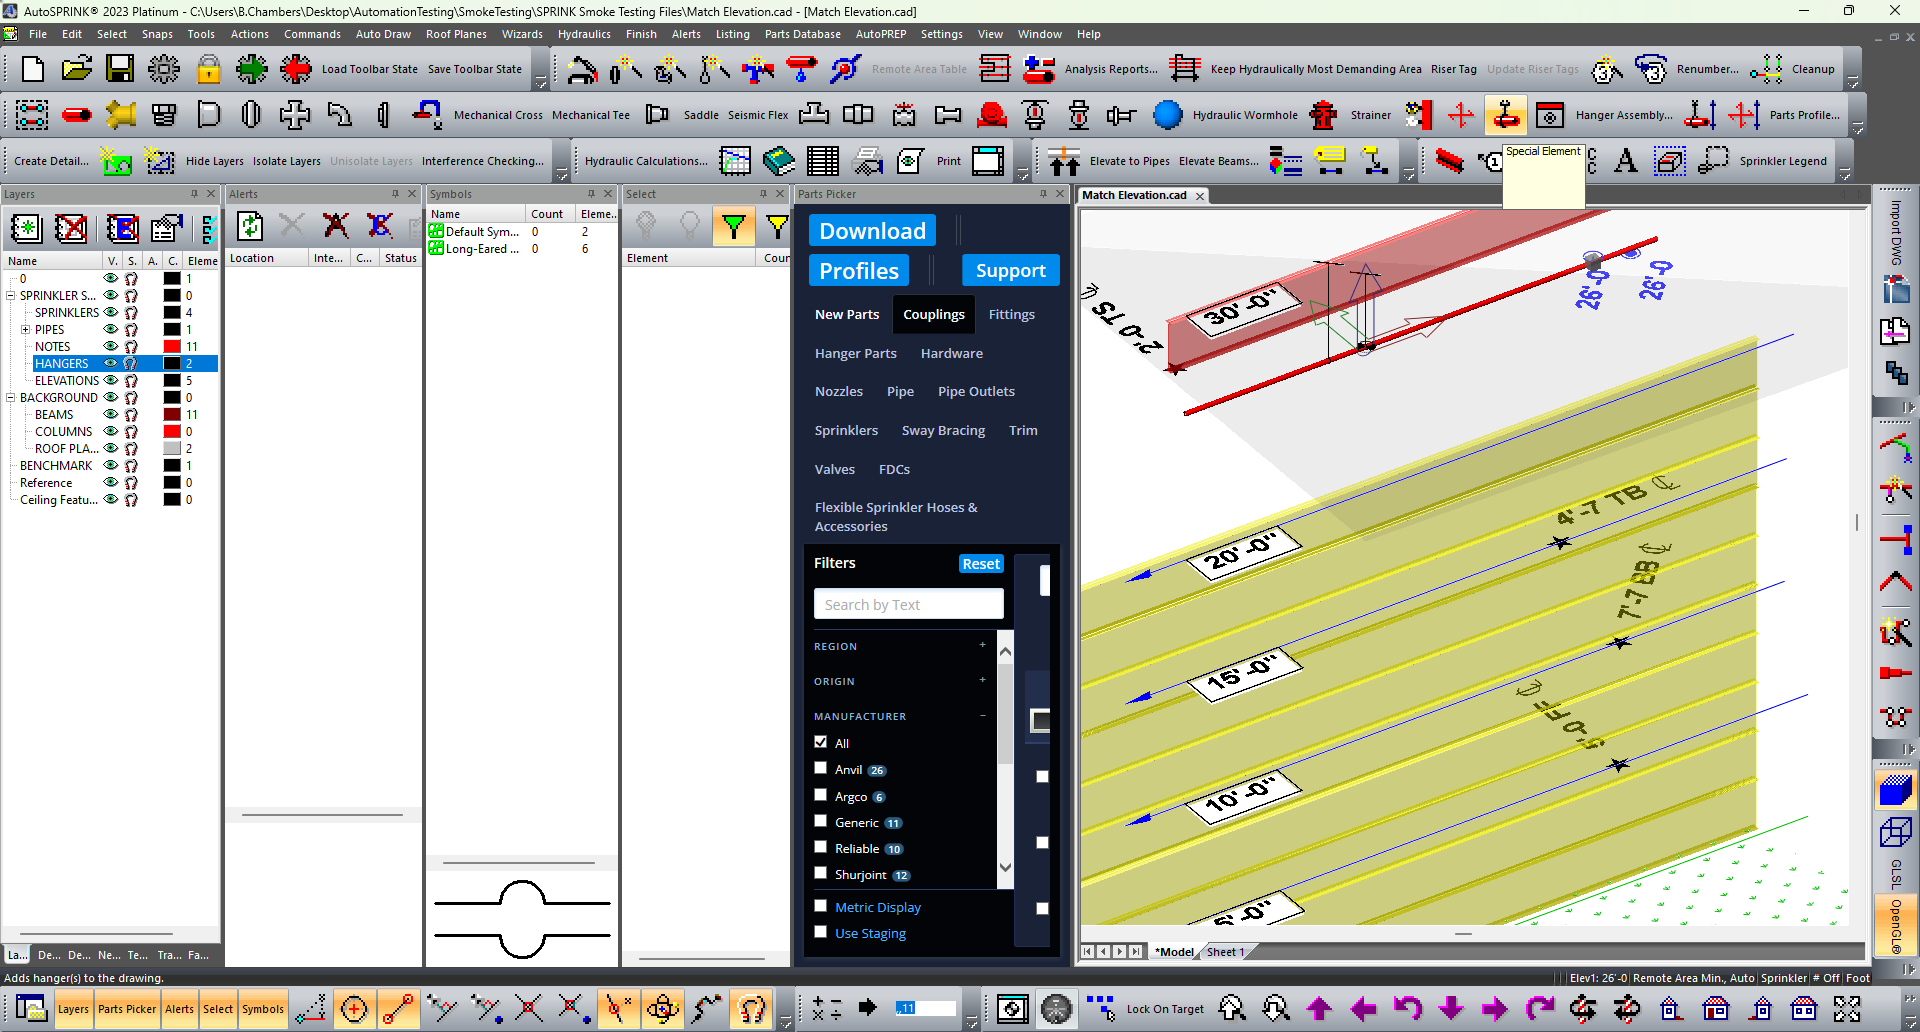 AutoSPRINK® 2023 Platinum - C:\Users\B.Chambers\Desktop\AutomationTesting\SmokeTesting\SPRINK Smoke Testing Files\Match Elevation.cad - [Match Elevation.cad]
File Edit Select Snaps Tools Actions Commands Auto Draw Roof Planes Wizards Hydraulics Finish Alerts Listing Parts Database AutoPREP Settings View Window Help
Load Toolbar State Save Toolbar State Remote Area Table Analysis Reports... Keep Hydraulically Most Demanding Area Riser Tag Update Riser Tags Renumber... Cleanup
Mechanical Cross Mechanical Tee Saddle Seismic Flex Hydraulic Wormhole Strainer Hanger Assembly... Parts Profile...
Create Detail... Hide Layers Isolate Layers Unisolate Layers Interference Checking... Hydraulic Calculations... Print Elevate to Pipes Elevate Beams... Sprinkler Legend
Special Element
Layers
Name V. S. A. C. Eleme
0 1
SPRINKLER S... 0
SPRINKLERS 4
PIPES 1
NOTES 11
HANGERS 2
ELEVATIONS 5
BACKGROUND 0
BEAMS 11
COLUMNS 0
ROOF PLA... 2
BENCHMARK 1
Reference 0
Ceiling Featu... 0
La... De... De... Ne... Te... Tra... Fa...
Alerts
Location Inte... C... Status
Symbols
Name Count Eleme...
Default Sym... 0 2
Long-Eared ... 0 6
Select
Element Coun
Parts Picker
Download
Profiles Support
New Parts Couplings Fittings
Hanger Parts Hardware
Nozzles Pipe Pipe Outlets
Sprinklers Sway Bracing Trim
Valves FDCs
Flexible Sprinkler Hoses &
Accessories
Filters Reset
Search by Text
REGION +
ORIGIN +
MANUFACTURER −
All
Anvil 26
Argco 6
Generic 11
Reliable 10
Shurjoint 12
Metric Display
Use Staging
Match Elevation.cad
30'-0"
2'-0 TS ℄
26'-0
26'-0
20'-0"
4'-7 TB ℄
7'-7 BB ℄
15'-0"
5'-0 FF ℄
10'-0"
*Model Sheet 1
Import DWG
GLSL
OpenGL®
Adds hanger(s) to the drawing.
Elev1: 26'-0 Remote Area Min., Auto Sprinkler # Off Foot
Layers Parts Picker Alerts Select Symbols Lock On Target